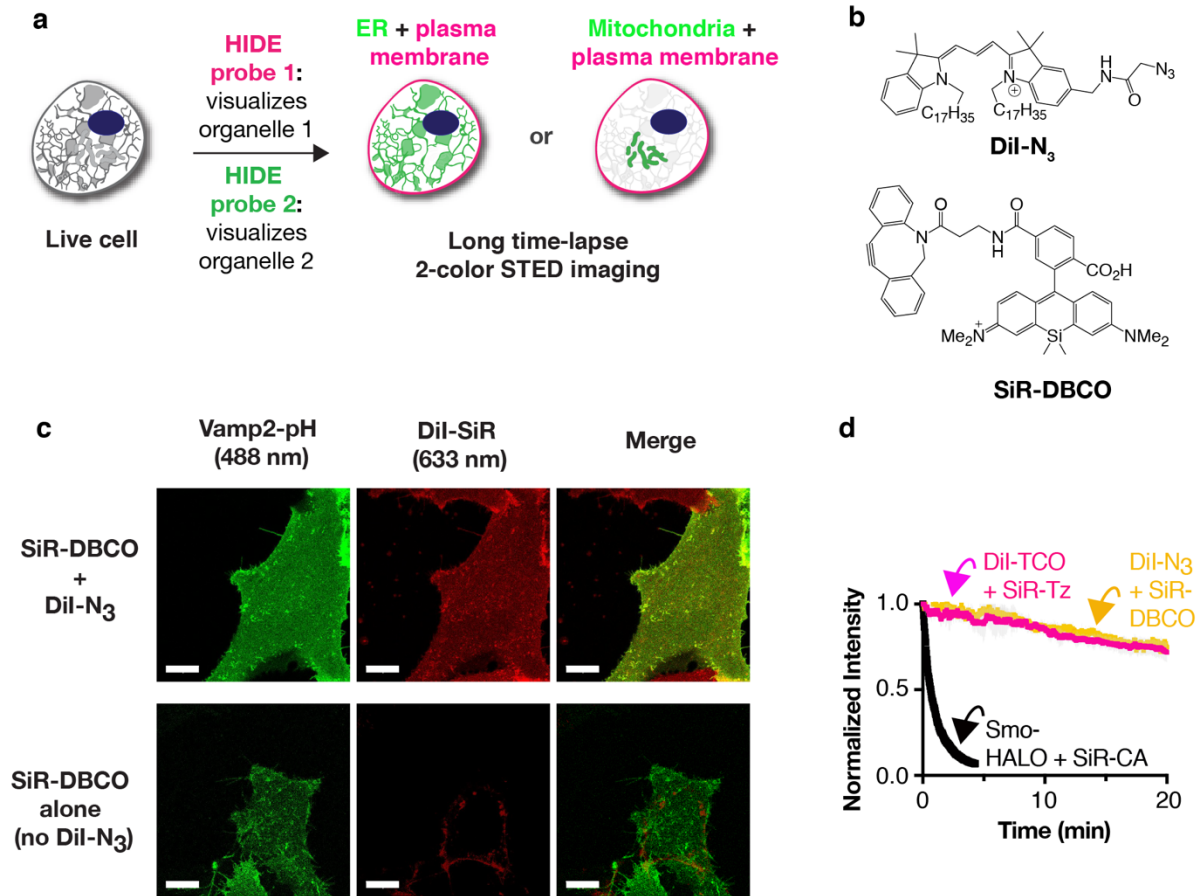 a
HIDE
probe 1:
visualizes
organelle 1
HIDE
probe 2:
visualizes
organelle 2
Live cell
ER + plasma
membrane
or
Mitochondria +
plasma membrane
Long time-lapse
2-color STED imaging
b
N
N
+
C17H35
C17H35
HN
O
N3
DiI-N3
O
N
NH
O
CO2H
Me2N
+
Si
NMe2
SiR-DBCO
c
Vamp2-pH
(488 nm)
DiI-SiR
(633 nm)
Merge
SiR-DBCO
+
DiI-N3
SiR-DBCO
alone
(no DiI-N3)
d
Normalized Intensity
1.0
0.5
0.0
DiI-TCO
+ SiR-Tz
DiI-N3
+ SiR-
DBCO
Smo-
HALO + SiR-CA
0
10
20
Time (min)